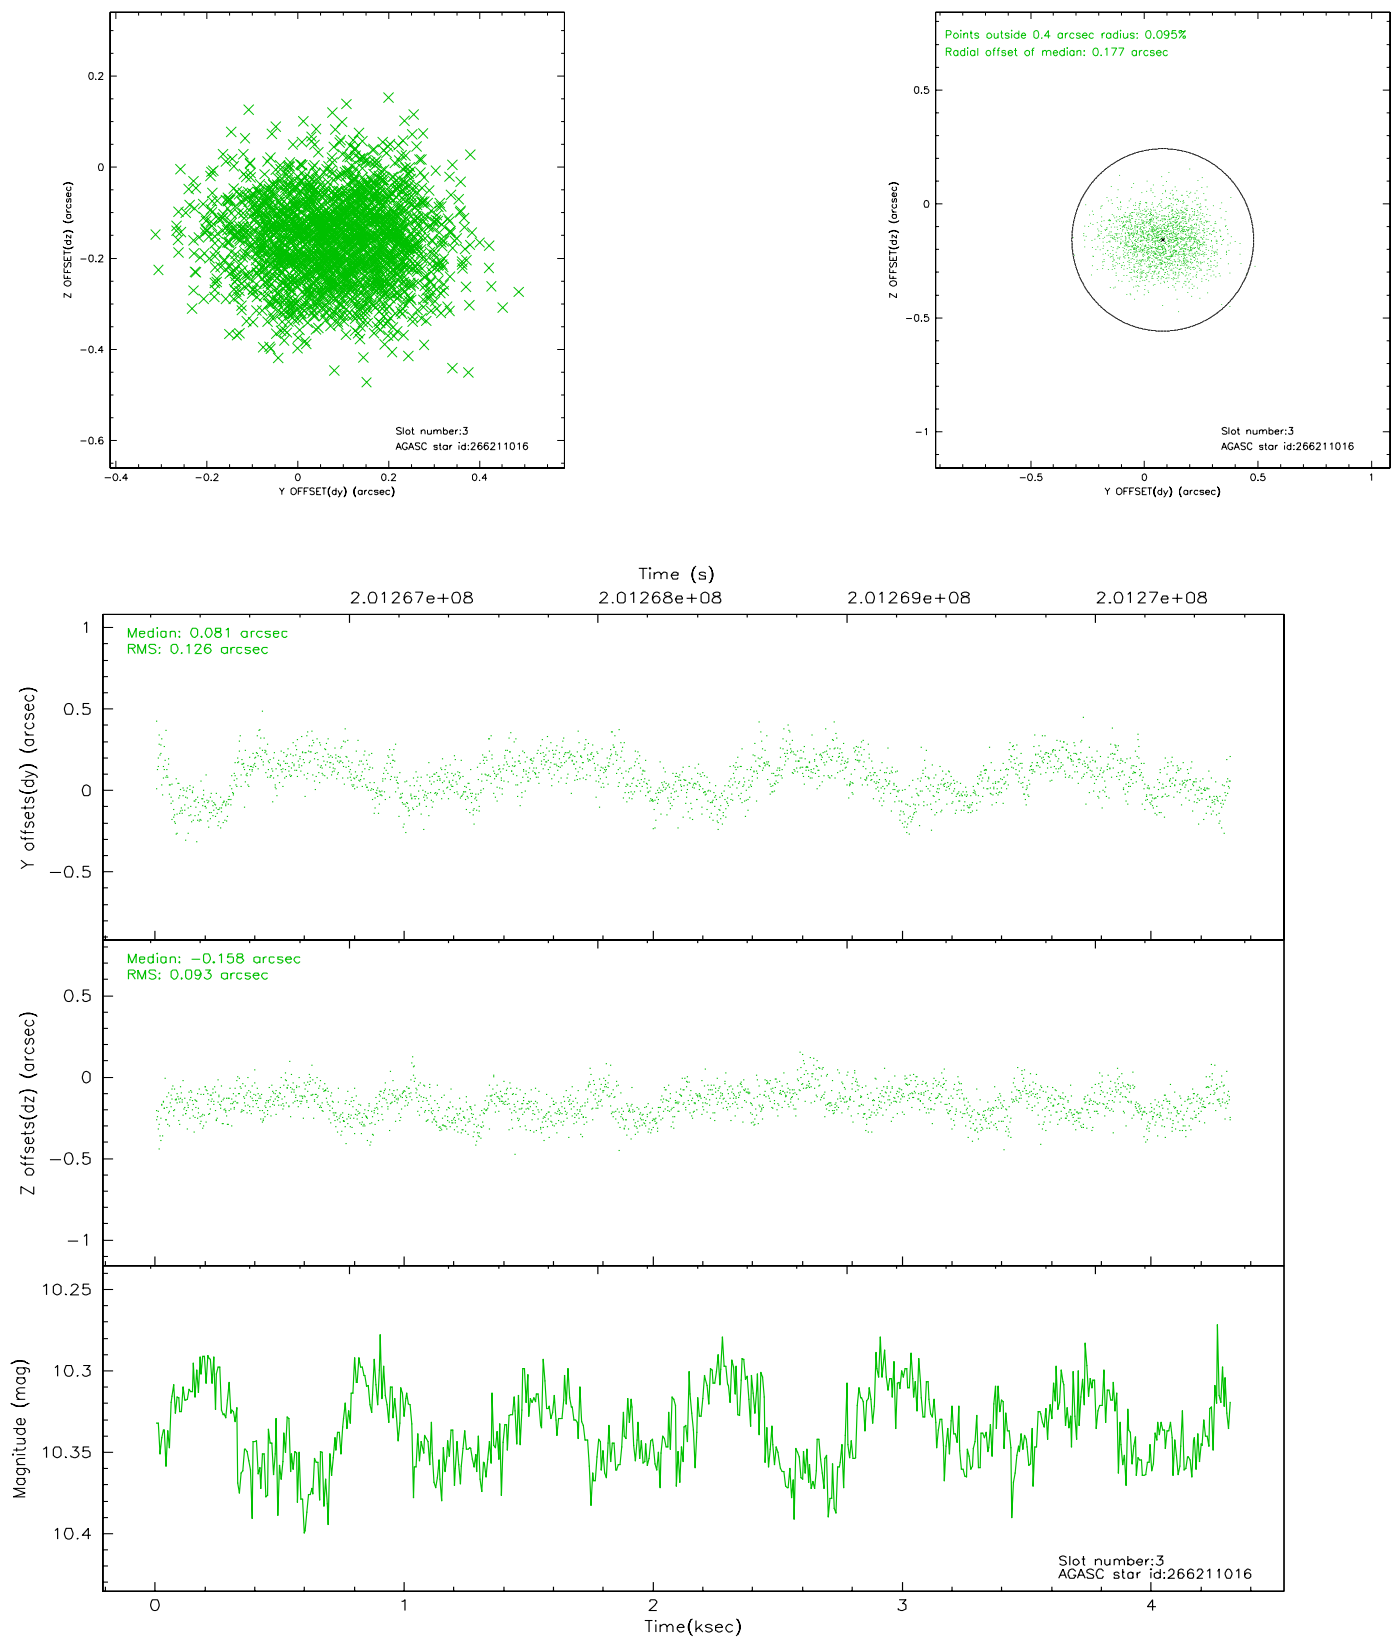 0.2
0
−0.2
−0.4
−0.6
Z OFFSET(dz) (arcsec)
Slot number:3
AGASC star id:266211016
−0.4 −0.2 0 0.2 0.4
Y OFFSET(dy) (arcsec)
Points outside 0.4 arcsec radius: 0.095%
Radial offset of median: 0.177 arcsec
0.5
0
−0.5
−1
Z OFFSET(dz) (arcsec)
Slot number:3
AGASC star id:266211016
−0.5 0 0.5 1
Y OFFSET(dy) (arcsec)
Time (s)
2.01267e+08 2.01268e+08 2.01269e+08 2.0127e+08
Median: 0.081 arcsec
RMS: 0.126 arcsec
1
0.5
0
−0.5
Y offsets(dy) (arcsec)
Median: −0.158 arcsec
RMS: 0.093 arcsec
0.5
0
−0.5
−1
Z offsets(dz) (arcsec)
10.25
10.3
10.35
10.4
Magnitude (mag)
Slot number:3
AGASC star id:266211016
0 1 2 3 4
Time(ksec)